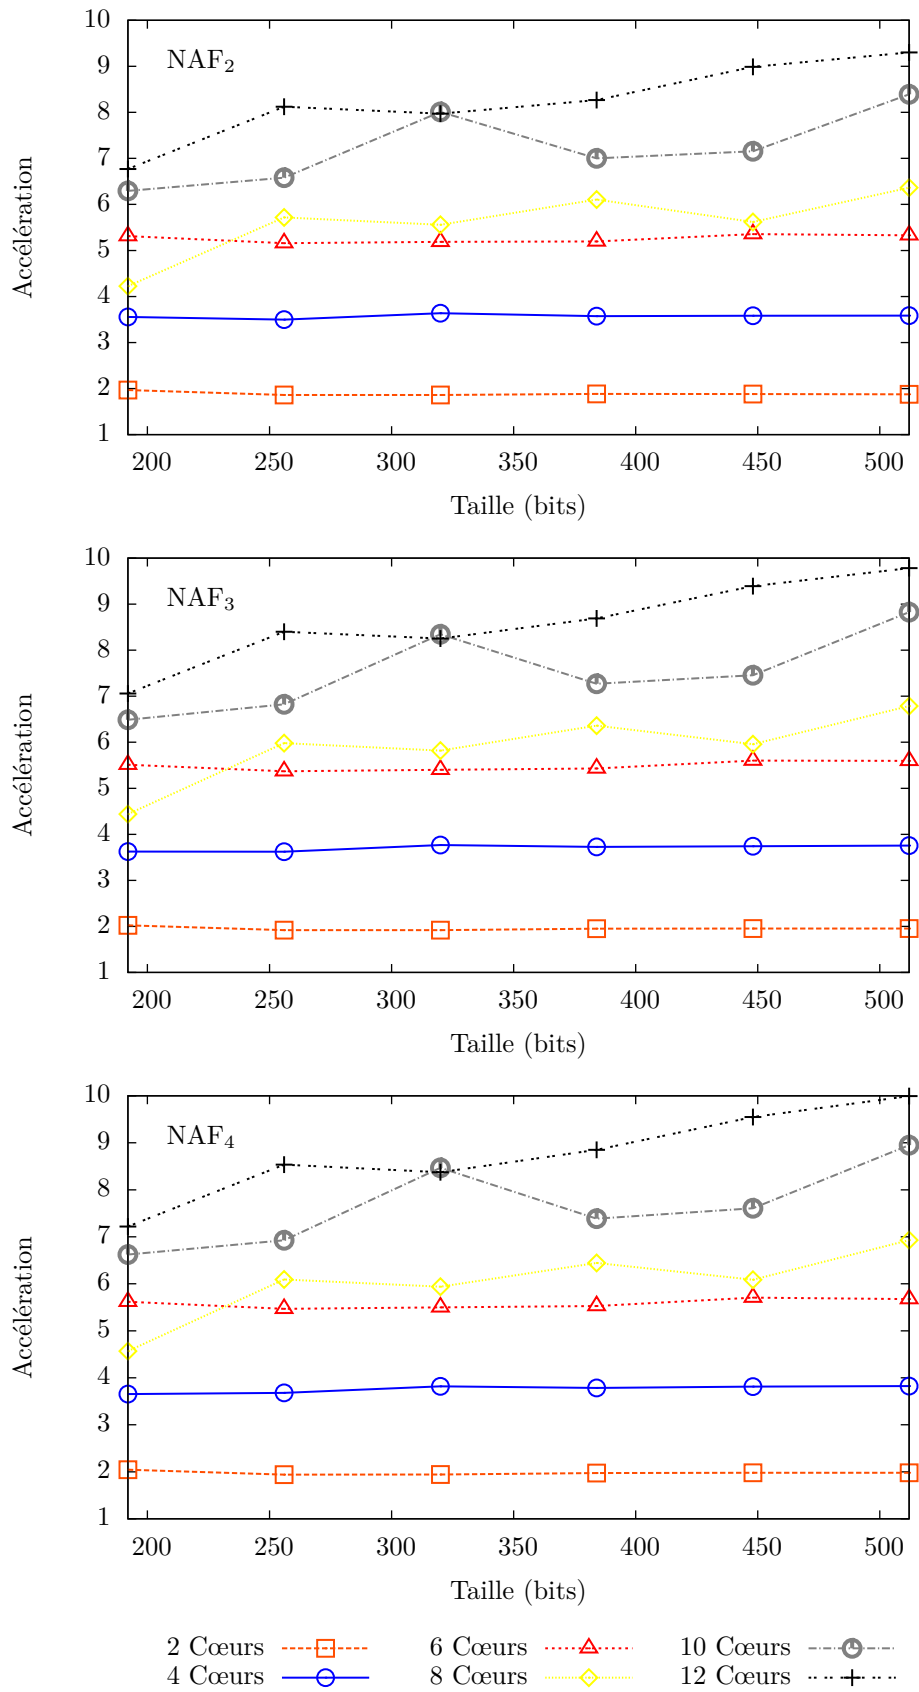 10
9
8
7
6
5
4
3
2
1
NAF₂
Accélération
200 250 300 350 400 450 500
Taille (bits)
10
9
8
7
6
5
4
3
2
1
NAF₃
Accélération
200 250 300 350 400 450 500
Taille (bits)
10
9
8
7
6
5
4
3
2
1
NAF₄
Accélération
200 250 300 350 400 450 500
Taille (bits)
2 Cœurs 6 Cœurs 10 Cœurs
4 Cœurs 8 Cœurs 12 Cœurs